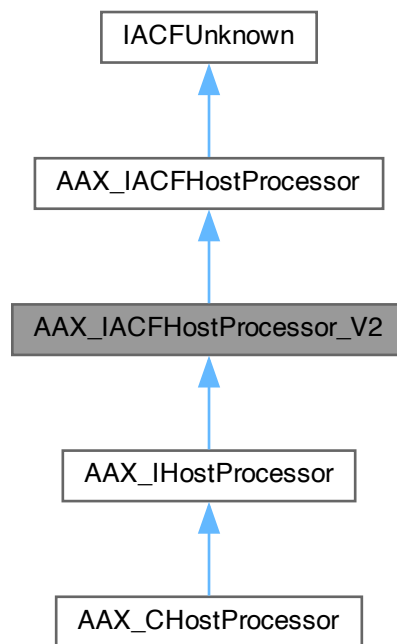 IACFUnknown
AAX_IACFHostProcessor
AAX_IACFHostProcessor_V2
AAX_IHostProcessor
AAX_CHostProcessor